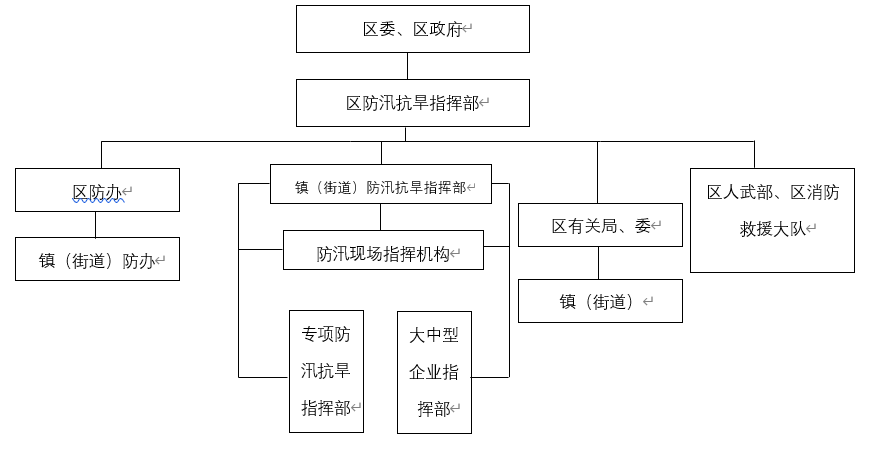 区委、区政府
区防汛抗旱指挥部
区防办
镇（街道）防汛抗旱指挥部
区人武部、区消防
救援大队
区有关局、委
镇（街道）防办
防汛现场指挥机构
镇（街道）
专项防
汛抗旱
指挥部
大中型
企业指
挥部